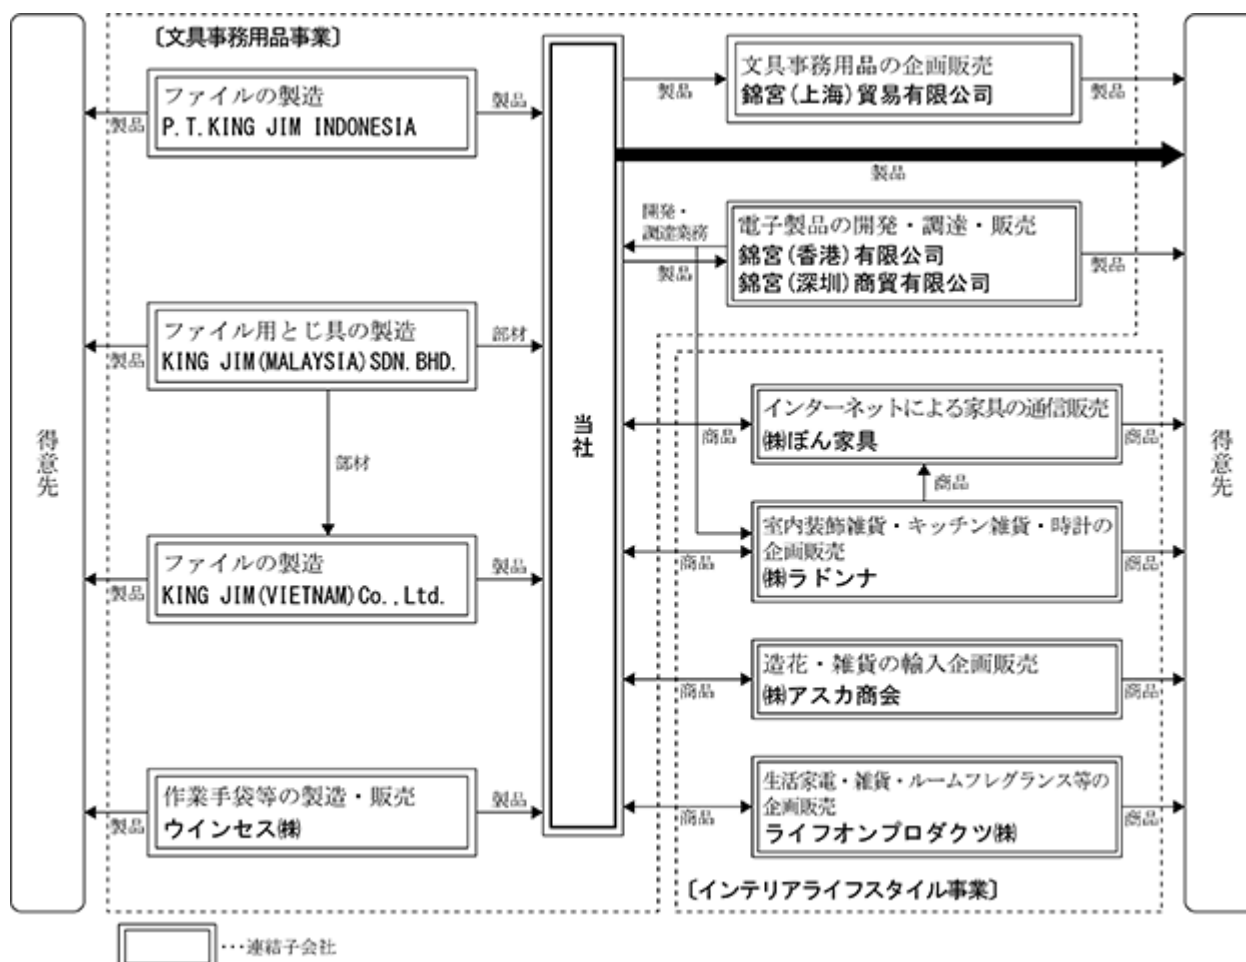 〔文具事務用品事業〕
ファイルの製造
P.T.KING JIM INDONESIA
製品
製品
ファイル用とじ具の製造
KING JIM(MALAYSIA)SDN.BHD.
製品
部材
部材
ファイルの製造
KING JIM(VIETNAM)Co.,Ltd.
製品
製品
作業手袋等の製造・販売
ウインセス㈱
製品
製品
得意先
当社
文具事務用品の企画販売
錦宮(上海)貿易有限公司
製品
製品
製品
開発・
調達業務
電子製品の開発・調達・販売
錦宮(香港)有限公司
錦宮(深圳)商貿有限公司
製品
製品
インターネットによる家具の通信販売
㈱ぼん家具
商品
商品
商品
室内装飾雑貨・キッチン雑貨・時計の
企画販売
㈱ラドンナ
商品
商品
造花・雑貨の輸入企画販売
㈱アスカ商会
商品
商品
生活家電・雑貨・ルームフレグランス等の
企画販売
ライフオンプロダクツ㈱
商品
商品
〔インテリアライフスタイル事業〕
得意先
…連結子会社